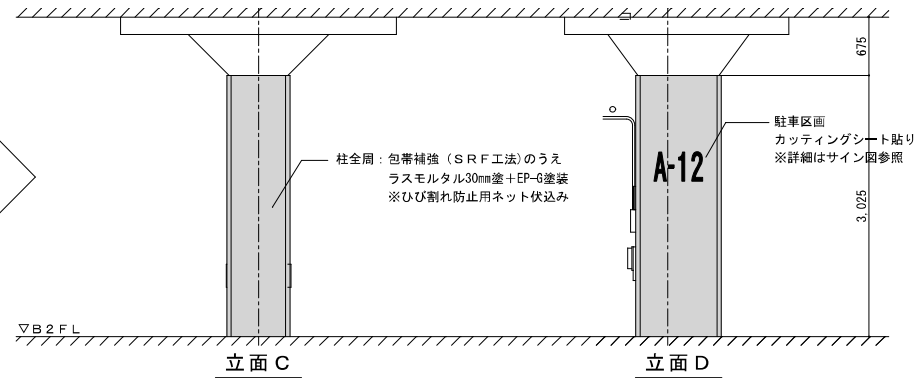 675
駐車区画
カッティングシート貼り
※詳細はサイン図参照
A-12
柱全周：包帯補強（ＳＲＦ工法）のうえ
ラスモルタル30mm塗＋EP-G塗装
※ひび割れ防止用ネット伏込み
3,025
▽Ｂ２ＦＬ
立面Ｃ
立面Ｄ